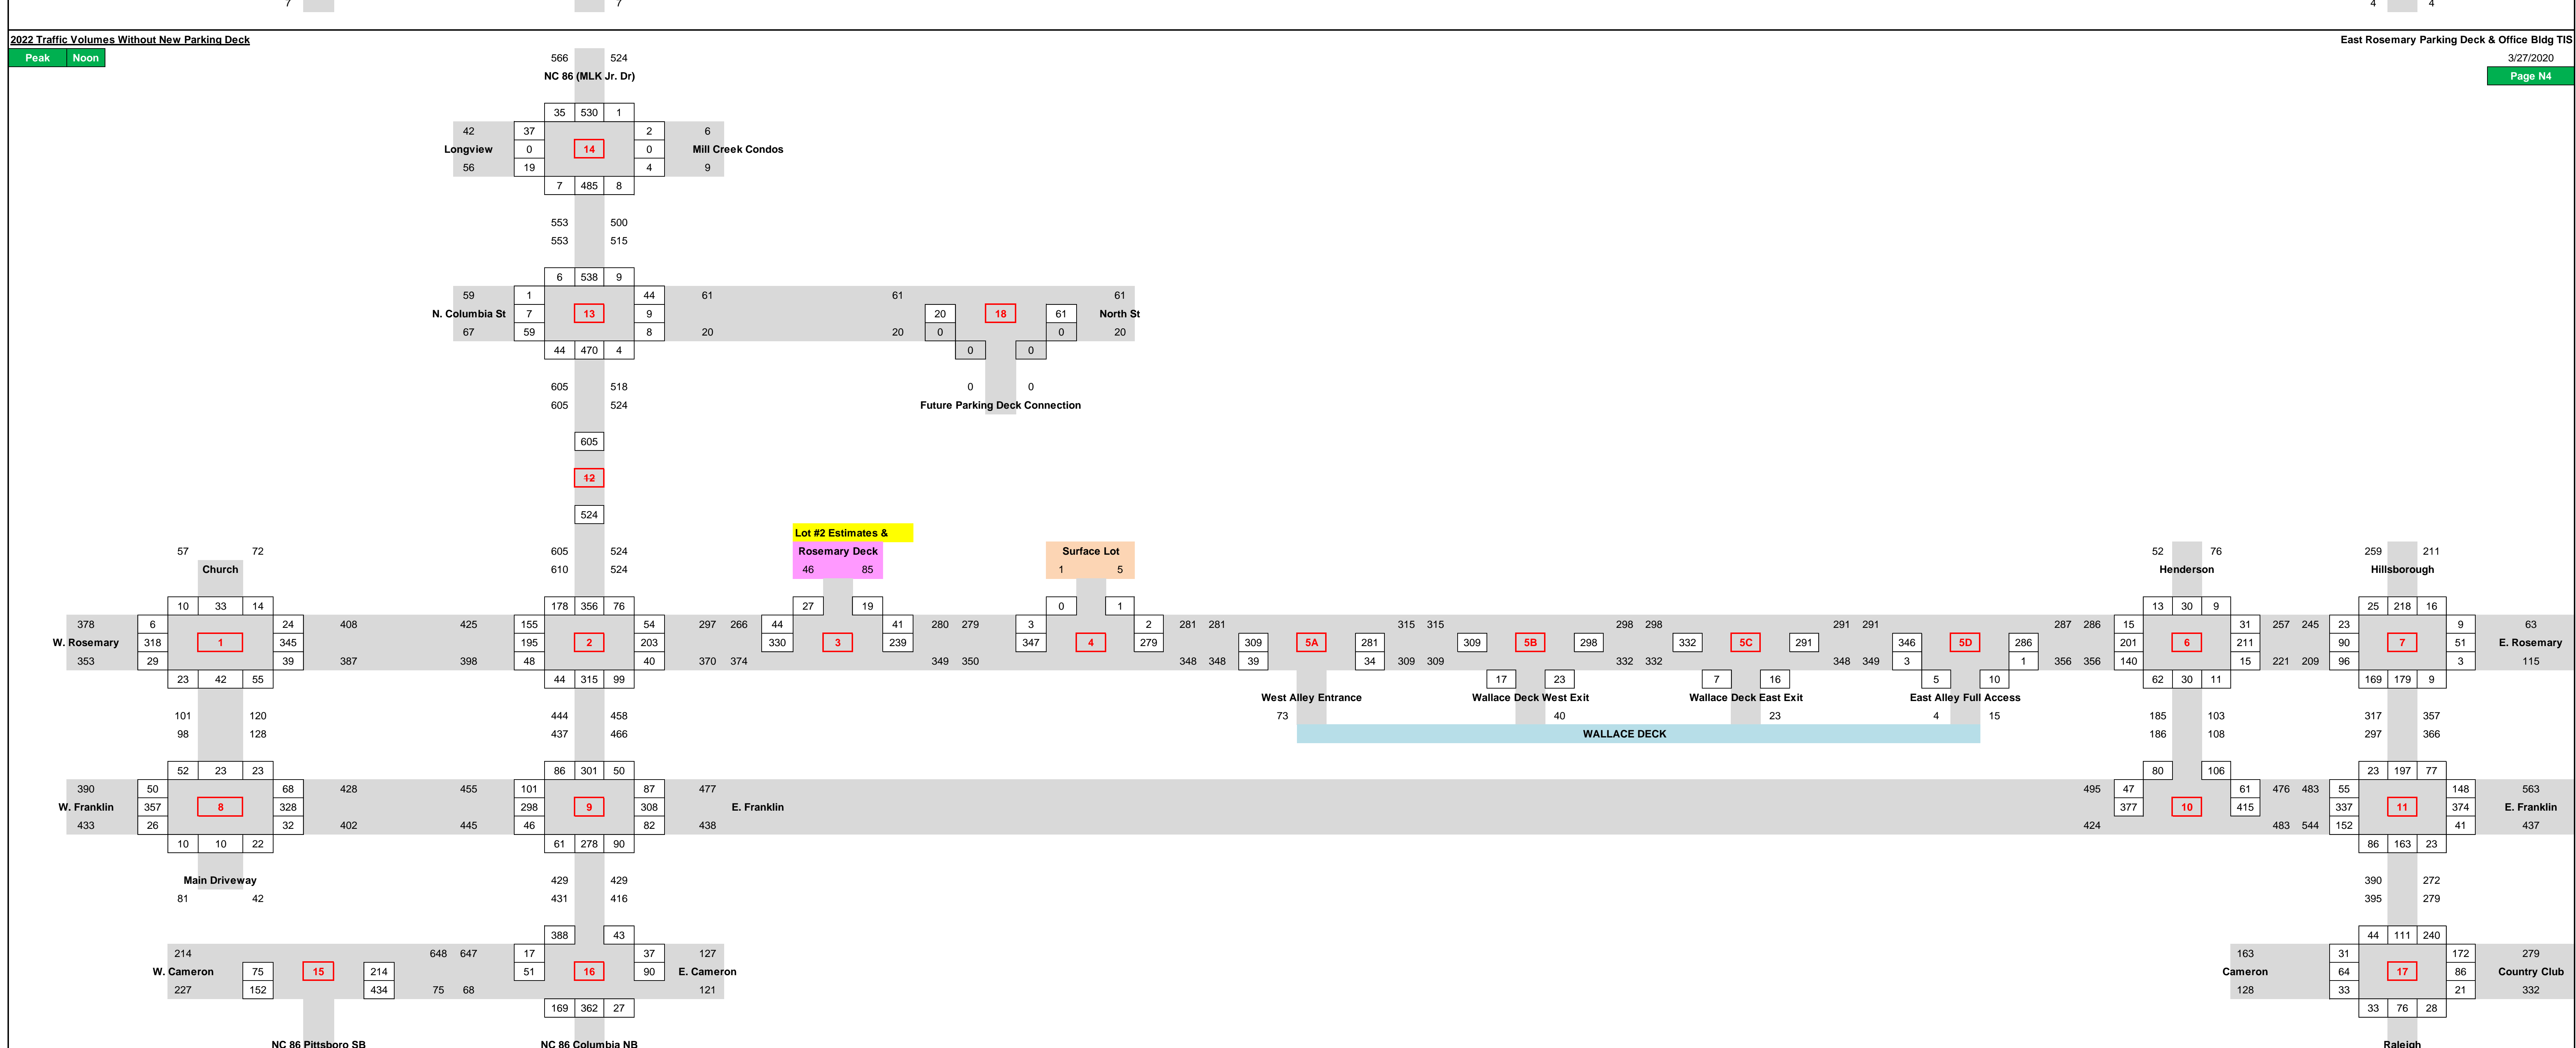 7 7 4 4
2022 Traffic Volumes Without New Parking Deck East Rosemary Parking Deck & Office Bldg TIS
Peak Noon 566 524 3/27/2020
NC 86 (MLK Jr. Dr) Page N4
35 530 1
42 37 2 6
Longview 0 14 0 Mill Creek Condos
56 19 4 9
7 485 8
553 500
553 515
6 538 9
59 1 44 61 61 61
N. Columbia St 7 13 9 20 18 61 North St
67 59 8 20 20 0 0 20
44 470 4 0 0
605 518 0 0
605 524 Future Parking Deck Connection
605
12
524
Lot #2 Estimates &
57 72 605 524 Rosemary Deck Surface Lot 52 76 259 211
Church 610 524 46 85 1 5 Henderson Hillsborough
10 33 14 178 356 76 27 19 0 1 13 30 9 25 218 16
378 6 24 408 425 155 54 297 266 44 41 280 279 3 2 281 281 315 315 298 298 291 291 287 286 15 31 257 245 23 9 63
W. Rosemary 318 1 345 195 2 203 330 3 239 347 4 279 309 5A 281 309 5B 298 332 5C 291 346 5D 286 201 6 211 90 7 51 E. Rosemary
353 29 39 387 398 48 40 370 374 349 350 348 348 39 34 309 309 332 332 348 349 3 1 356 356 140 15 221 209 96 3 115
23 42 55 44 315 99 17 23 7 16 5 10 62 30 11 169 179 9
West Alley Entrance Wallace Deck West Exit Wallace Deck East Exit East Alley Full Access
101 120 444 458 73 40 23 4 15 185 103 317 357
98 128 437 466 WALLACE DECK 186 108 297 366
52 23 23 86 301 50 80 106 23 197 77
390 50 68 428 455 101 87 477 495 47 61 476 483 55 148 563
W. Franklin 357 8 328 298 9 308 E. Franklin 377 10 415 337 11 374 E. Franklin
433 26 32 402 445 46 82 438 424 483 544 152 41 437
10 10 22 61 278 90 86 163 23
Main Driveway 429 429 390 272
81 42 431 416 395 279
388 43 44 111 240
214 648 647 17 37 127 163 31 172 279
W. Cameron 75 15 214 51 16 90 E. Cameron Cameron 64 17 86 Country Club
227 152 434 75 68 121 128 33 21 332
169 362 27 33 76 28
NC 86 Pittsboro SB NC 86 Columbia NB Raleigh